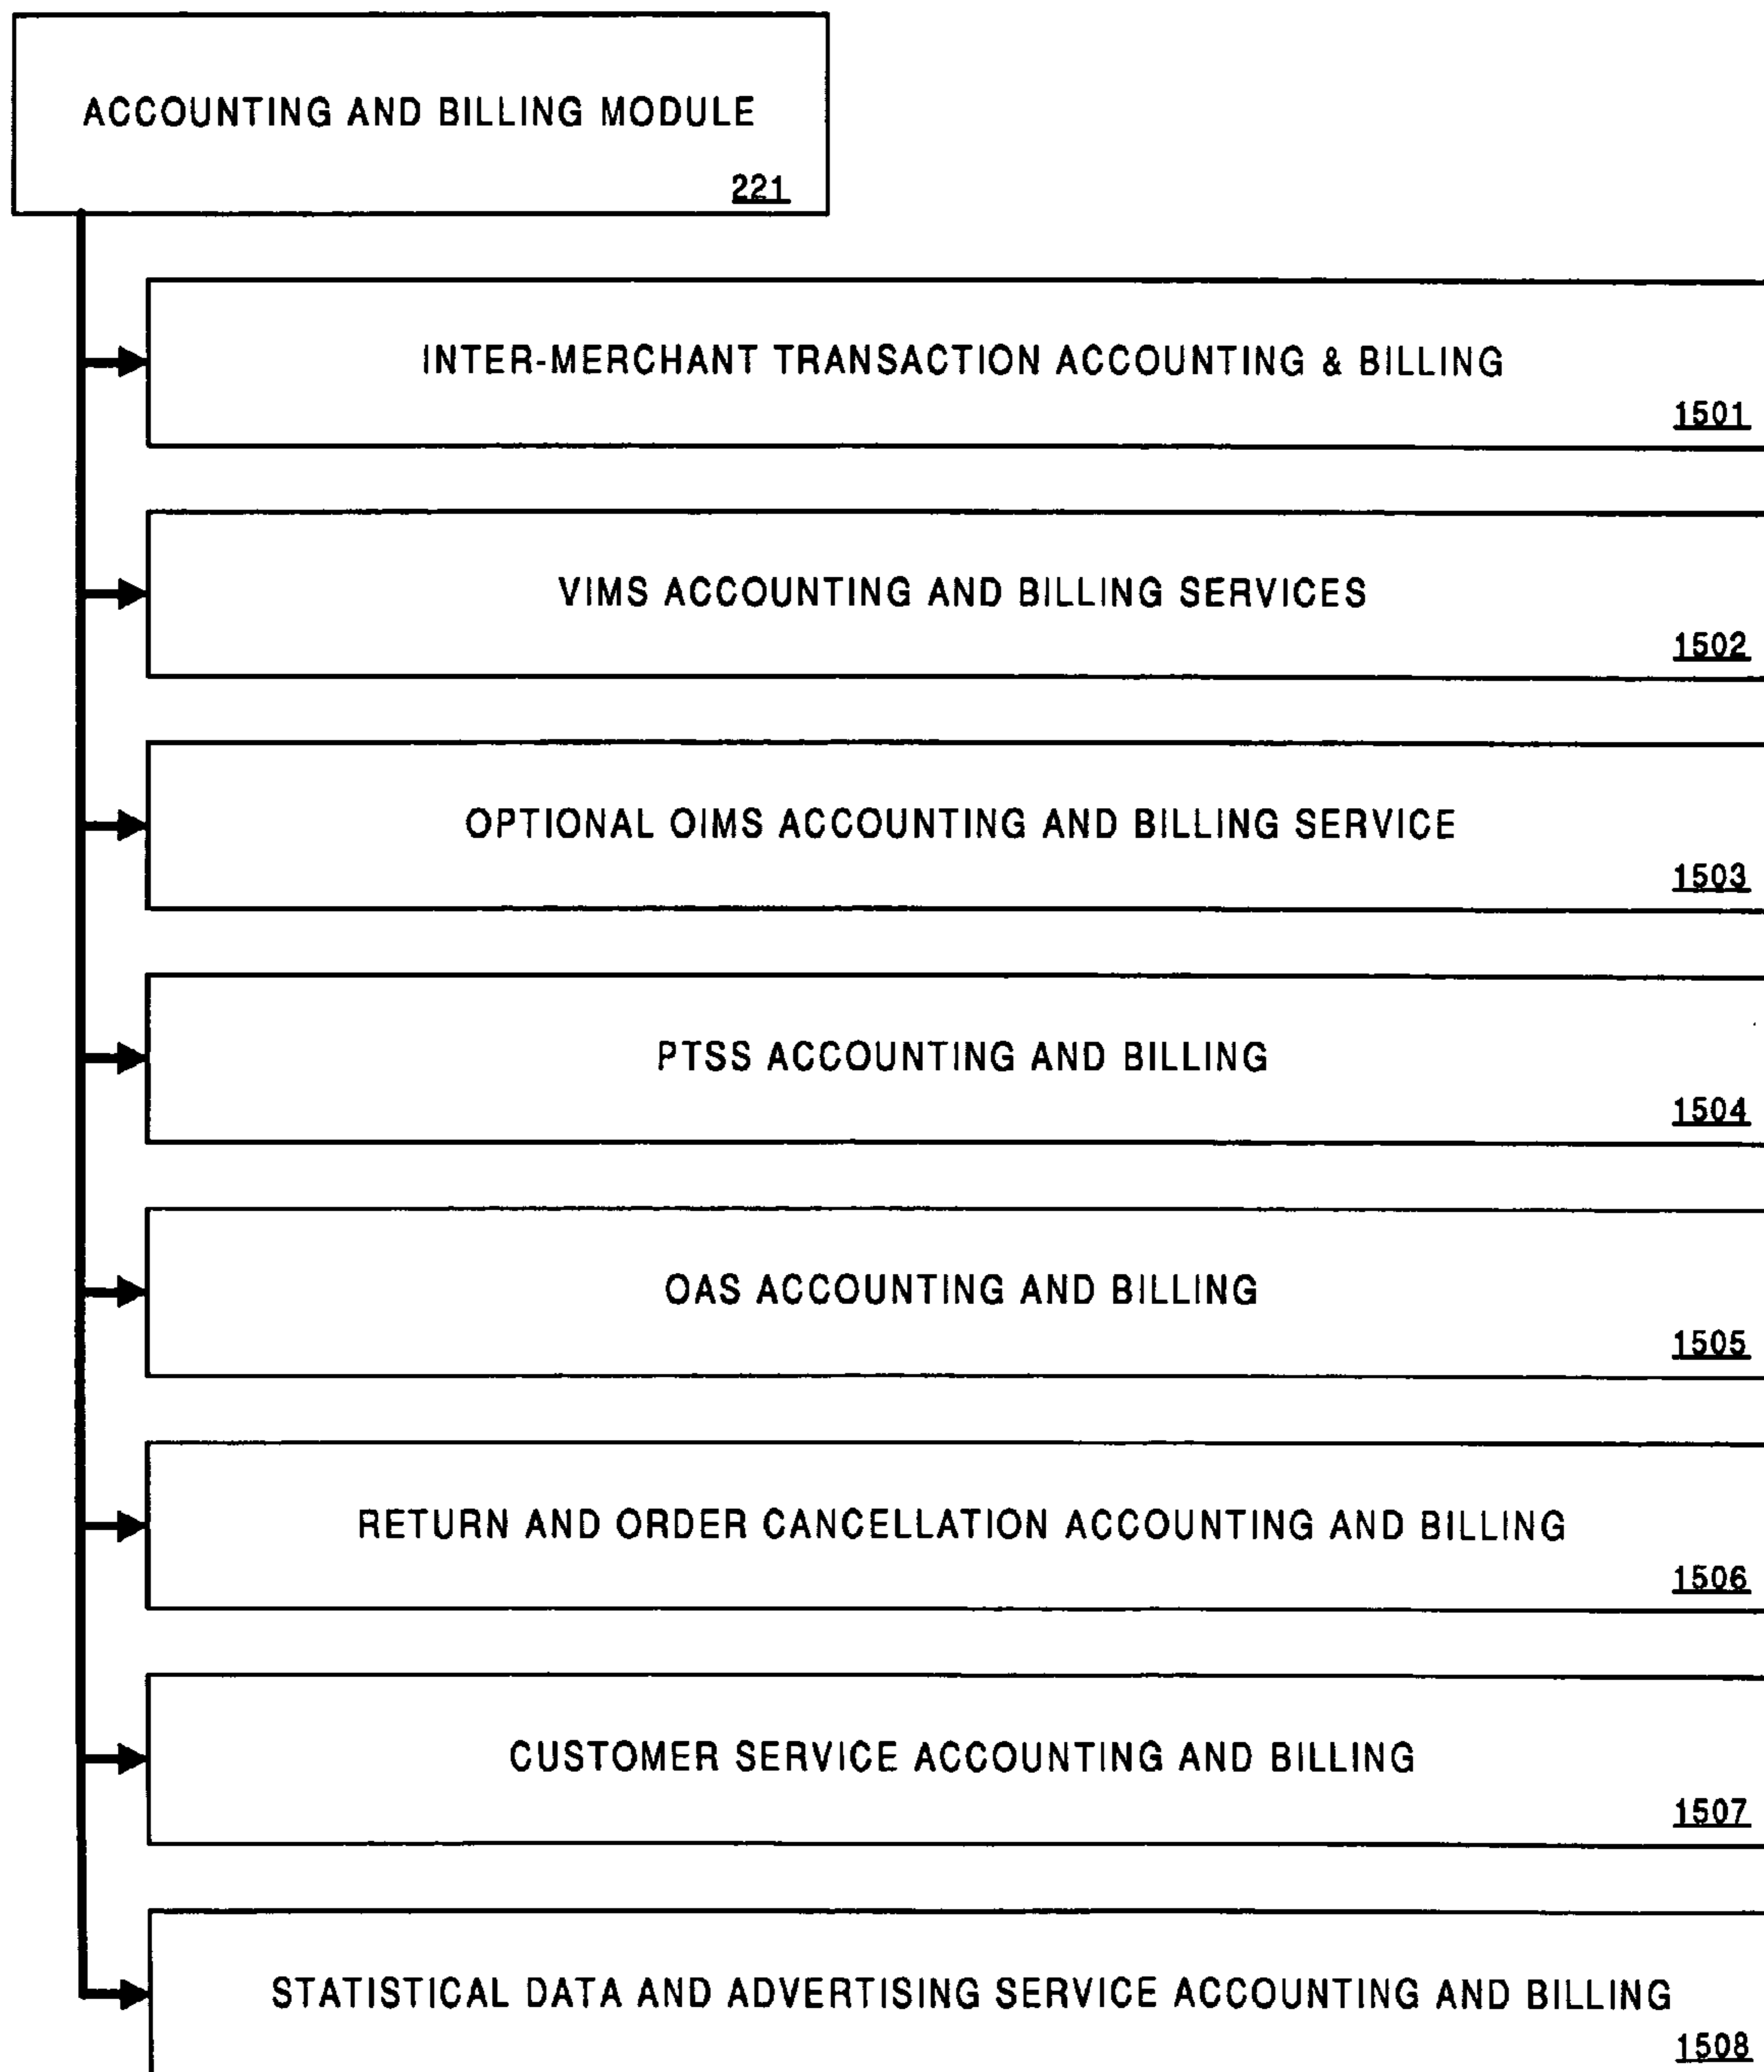 ACCOUNTING AND BILLING MODULE
221
INTER-MERCHANT TRANSACTION ACCOUNTING & BILLING
1501
VIMS ACCOUNTING AND BILLING SERVICES
1502
OPTIONAL OIMS ACCOUNTING AND BILLING SERVICE
1503
PTSS ACCOUNTING AND BILLING
1504
OAS ACCOUNTING AND BILLING
1505
RETURN AND ORDER CANCELLATION ACCOUNTING AND BILLING
1506
CUSTOMER SERVICE ACCOUNTING AND BILLING
1507
STATISTICAL DATA AND ADVERTISING SERVICE ACCOUNTING AND BILLING
1508